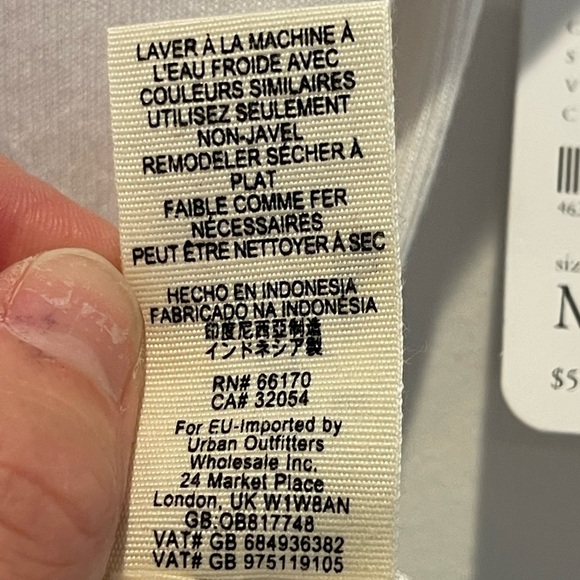 LAVER À LA MACHINE À
L'EAU FROIDE AVEC
COULEURS SIMILAIRES
UTILISEZ SEULEMENT
NON-JAVEL
REMODELER SÉCHER À
PLAT
FAIBLE COMME FER
NÉCESSAIRES
PEUT ÊTRE NETTOYER À SEC
HECHO EN INDONESIA
FABRICADO NA INDONÉSIA
印度尼西亞制造
インドネシア製
RN# 66170
CA# 32054
For EU-Imported by
Urban Outfitters
Wholesale Inc.
24 Market Place
London, UK W1W8AN
GB.OB817748
VAT# GB 684936382
VAT# GB 975119105